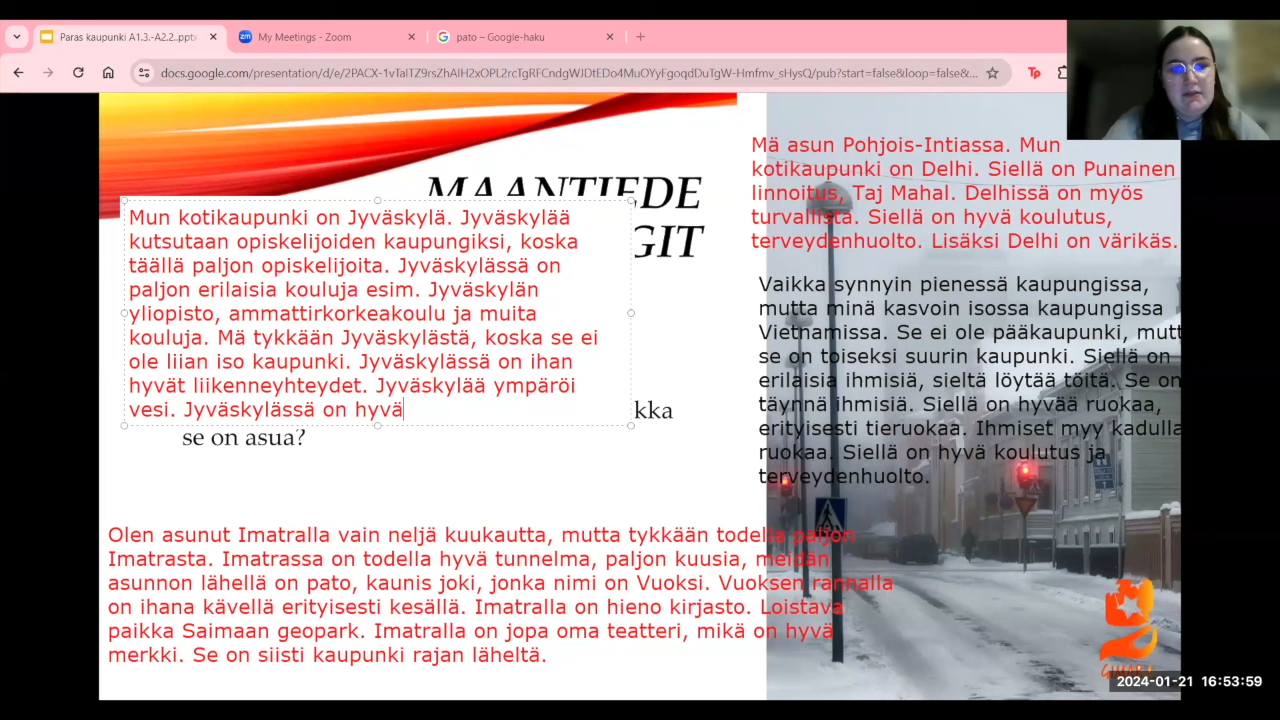 Paras kaupunki A1.3.-A2.2..pptx
My Meetings - Zoom
pato – Google-haku
docs.google.com/presentation/d/e/2PACX-1vTaITZ9rsZhAIH2xOPL2rcTgRFCndgWJDtEDo4MuOYyFgoqdDuTgW-Hmfmv_sHysQ/pub?start=false&loop=false&...
MAANTIEDE
GIT
Mun kotikaupunki on Jyväskylä. Jyväskylää
kutsutaan opiskelijoiden kaupungiksi, koska
täällä paljon opiskelijoita. Jyväskylässä on
paljon erilaisia kouluja esim. Jyväskylän
yliopisto, ammattirkorkeakoulu ja muita
kouluja. Mä tykkään Jyväskylästä, koska se ei
ole liian iso kaupunki. Jyväskylässä on ihan
hyvät liikenneyhteydet. Jyväskylää ympäröi
vesi. Jyväskylässä on hyvä
kka
se on asua?
Mä asun Pohjois-Intiassa. Mun
kotikaupunki on Delhi. Siellä on Punainen
linnoitus, Taj Mahal. Delhissä on myös
turvallista. Siellä on hyvä koulutus,
terveydenhuolto. Lisäksi Delhi on värikäs.
Vaikka synnyin pienessä kaupungissa,
mutta minä kasvoin isossa kaupungissa
Vietnamissa. Se ei ole pääkaupunki, mutt
se on toiseksi suurin kaupunki. Siellä on
erilaisia ihmisiä, sieltä löytää töitä. Se on
täynnä ihmisiä. Siellä on hyvää ruokaa,
erityisesti tieruokaa. Ihmiset myy kadulla
ruokaa. Siellä on hyvä koulutus ja
terveydenhuolto.
Olen asunut Imatralla vain neljä kuukautta, mutta tykkään todella paljon
Imatrasta. Imatrassa on todella hyvä tunnelma, paljon kuusia, meidän
asunnon lähellä on pato, kaunis joki, jonka nimi on Vuoksi. Vuoksen rannalla
on ihana kävellä erityisesti kesällä. Imatralla on hieno kirjasto. Loistava
paikka Saimaan geopark. Imatralla on jopa oma teatteri, mikä on hyvä
merkki. Se on siisti kaupunki rajan läheltä.
2024-01-21 16:53:59